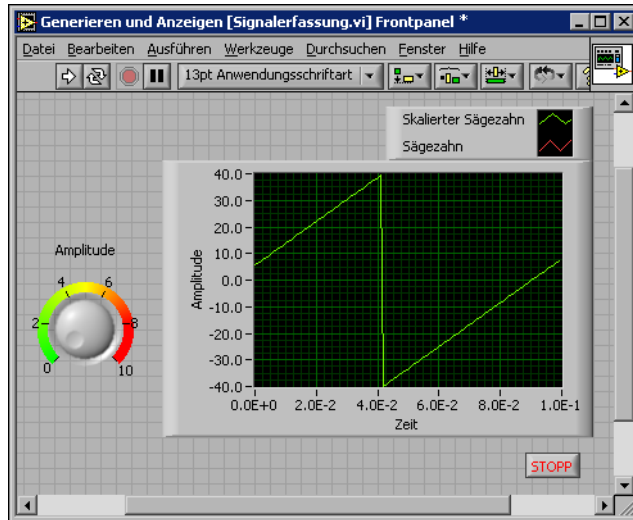 Generieren und Anzeigen [Signalerfassung.vi] Frontpanel *
Datei Bearbeiten Ausführen Werkzeuge Durchsuchen Fenster Hilfe
13pt Anwendungsschriftart
Skalierter Sägezahn
Sägezahn
40.0
30.0
20.0
10.0
0.0
-10.0
-20.0
-30.0
-40.0
Amplitude
0.0E+0 2.0E-2 4.0E-2 6.0E-2 8.0E-2 1.0E-1
Zeit
Amplitude
4 6
2 8
0 10
STOPP